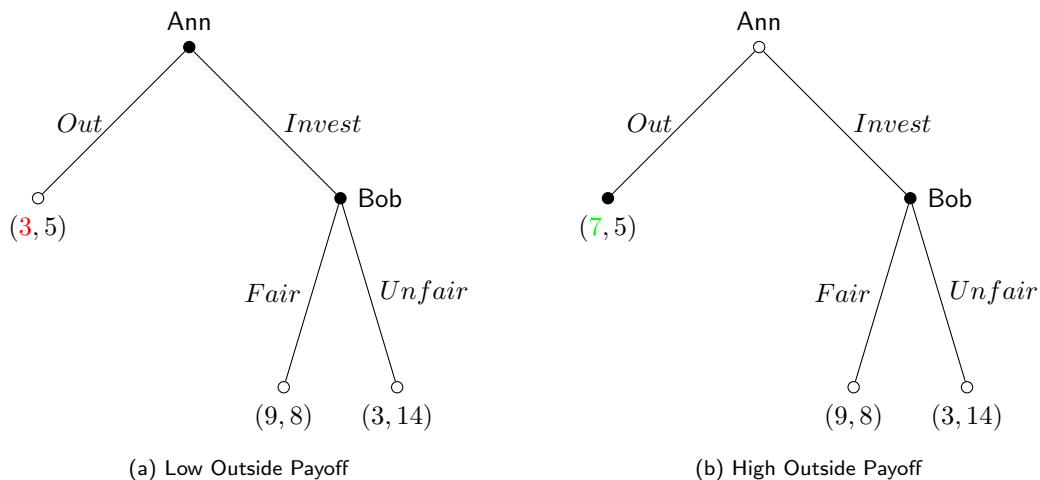 Ann
Out
Invest
(3, 5)
Bob
Fair
Unfair
(9, 8)
(3, 14)
(a) Low Outside Payoff
Ann
Out
Invest
(7, 5)
Bob
Fair
Unfair
(9, 8)
(3, 14)
(b) High Outside Payoff